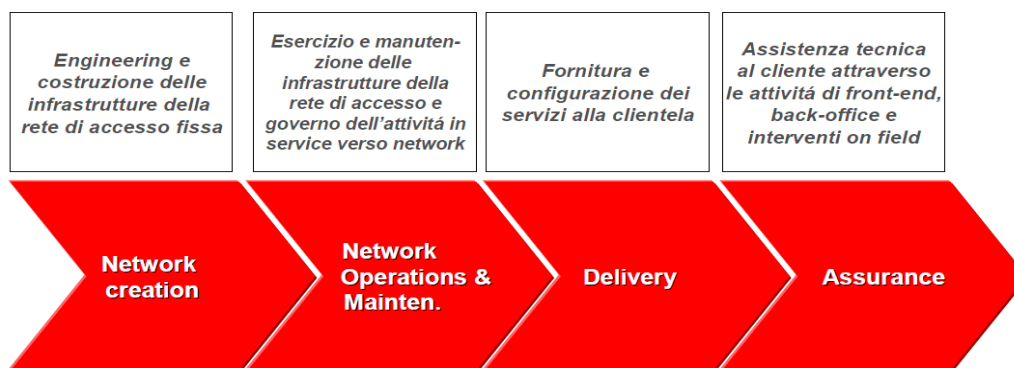 Engineering e
costruzione delle
infrastrutture della
rete di accesso fissa
Esercizio e manuten-
zione delle
infrastrutture della
rete di accesso e
governo dell'attivitá in
service verso network
Fornitura e
configurazione dei
servizi alla clientela
Assistenza tecnica
al cliente attraverso
le attivitá di front-end,
back-office e
interventi on field
Network
creation
Network
Operations &
Mainten.
Delivery
Assurance